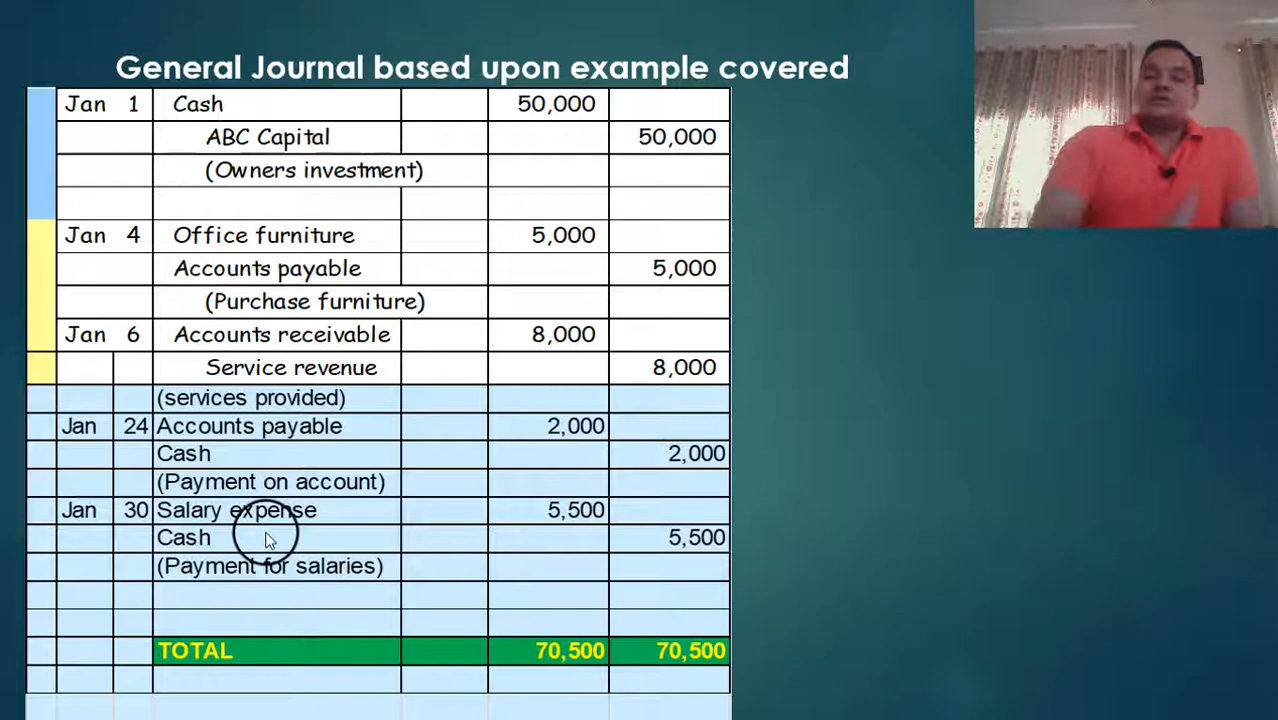 General Journal based upon example covered
Jan 1 Cash 50,000
ABC Capital 50,000
(Owners investment)
Jan 4 Office furniture 5,000
Accounts payable 5,000
(Purchase furniture)
Jan 6 Accounts receivable 8,000
Service revenue 8,000
(services provided)
Jan 24 Accounts payable 2,000
Cash 2,000
(Payment on account)
Jan 30 Salary expense 5,500
Cash 5,500
(Payment for salaries)
TOTAL 70,500 70,500